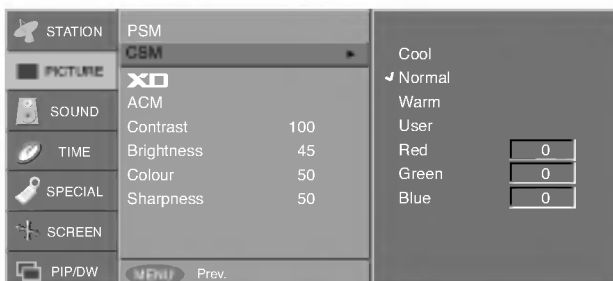 STATION
PICTURE
SOUND
TIME
SPECIAL
SCREEN
PIP/DW
PSM
CSM
XD
ACM
Contrast 100
Brightness 45
Colour 50
Sharpness 50
MENU Prev.
Cool
Normal
Warm
User
Red 0
Green 0
Blue 0